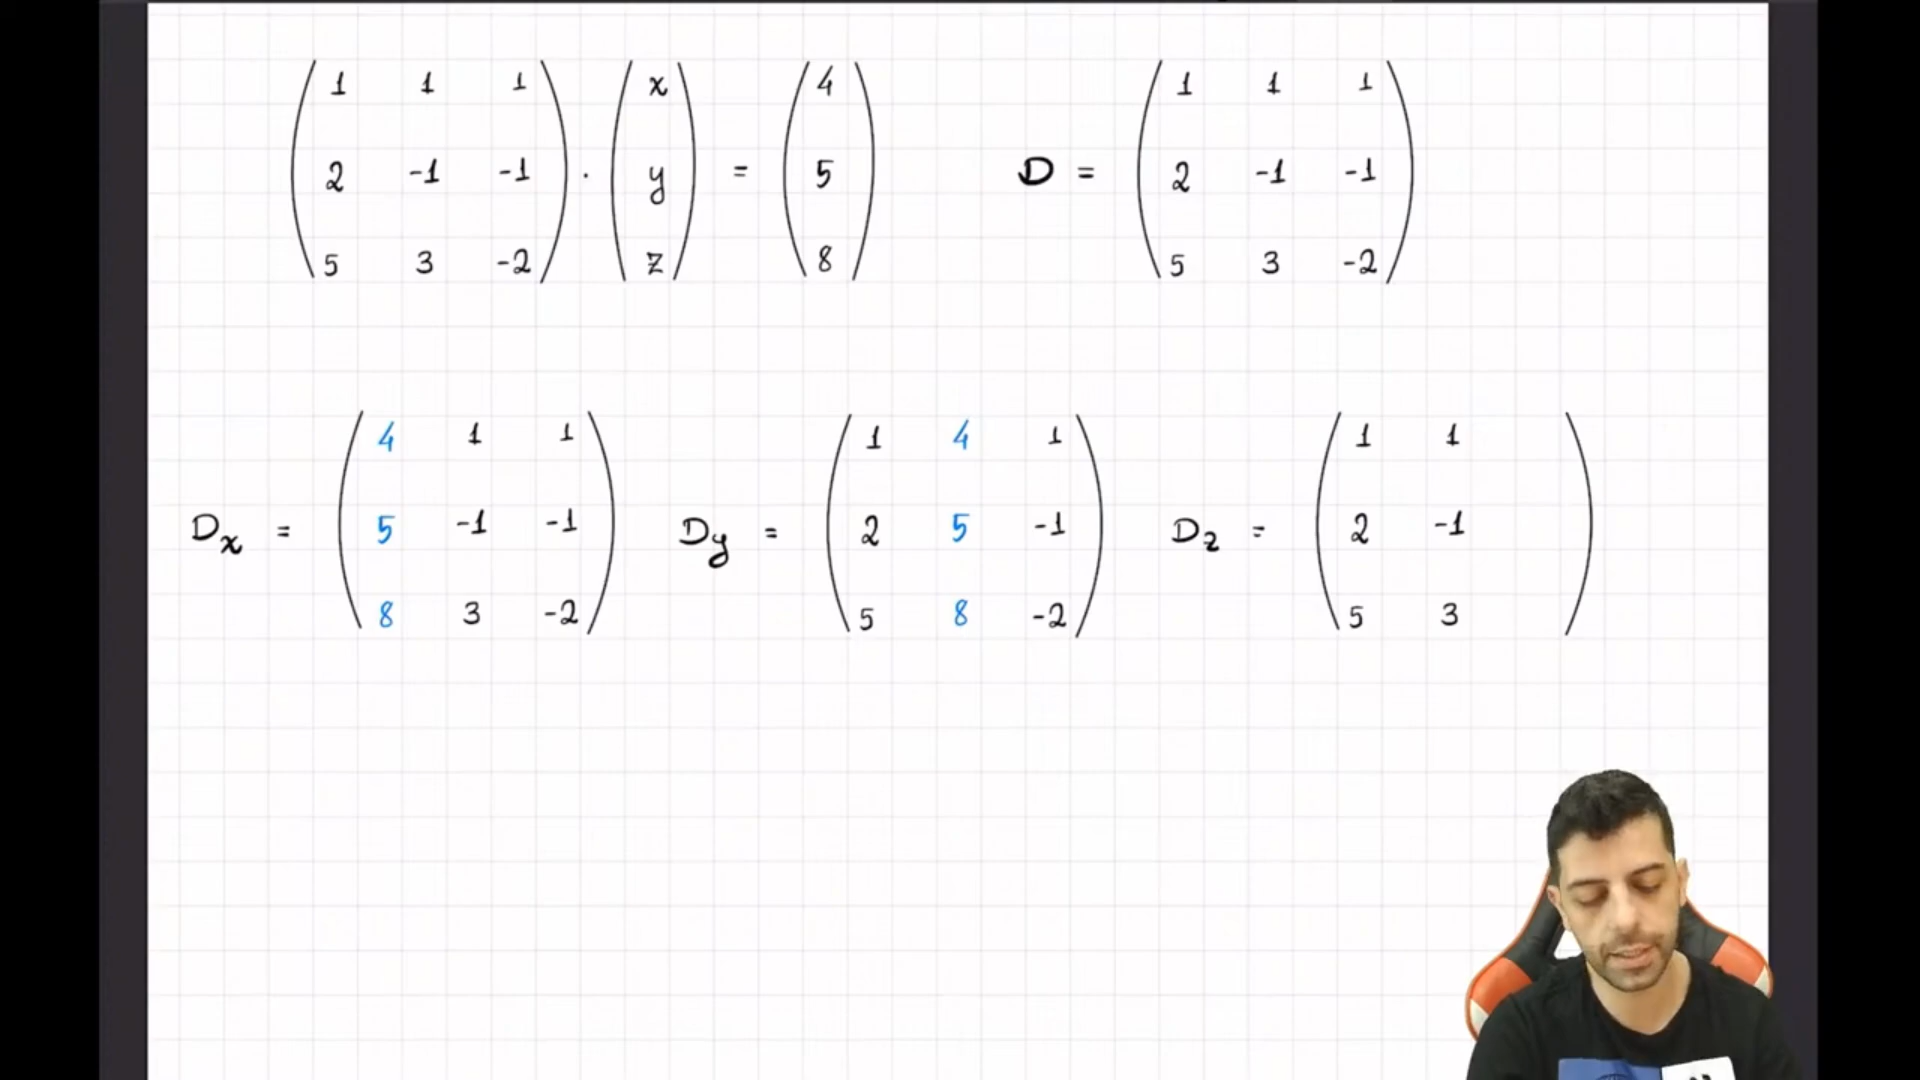 1 1 1 x 4 1 1 1
2 -1 -1 · y = 5 D = 2 -1 -1
5 3 -2 z 8 5 3 -2
4 1 1 1 4 1 1 1
Dx = 5 -1 -1 Dy = 2 5 -1 Dz = 2 -1
8 3 -2 5 8 -2 5 3